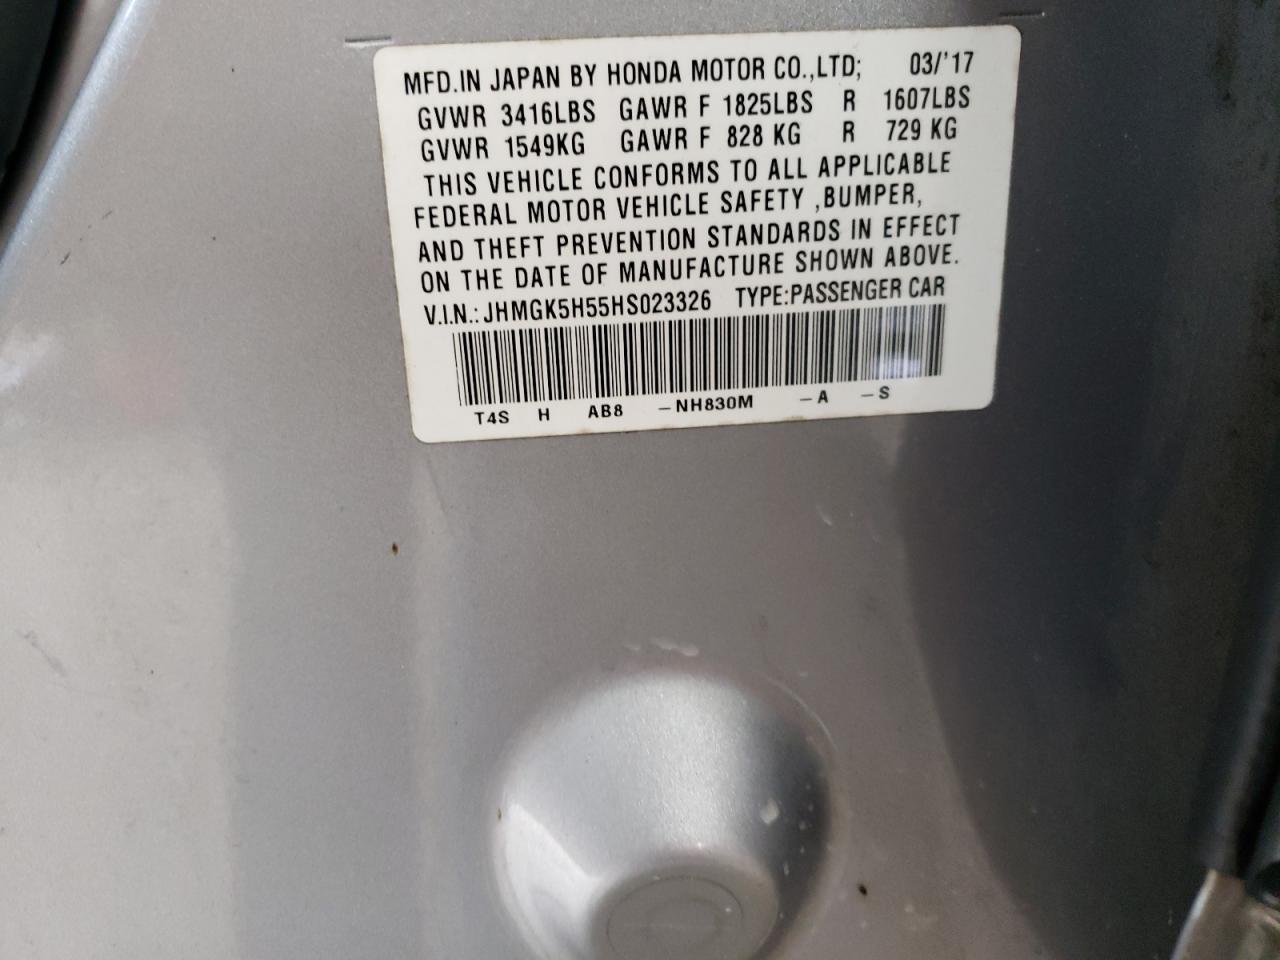 MFD.IN JAPAN BY HONDA MOTOR CO.,LTD; 03/'17
GVWR 3416LBS GAWR F 1825LBS R 1607LBS
GVWR 1549KG GAWR F 828 KG R 729 KG
THIS VEHICLE CONFORMS TO ALL APPLICABLE
FEDERAL MOTOR VEHICLE SAFETY ,BUMPER,
AND THEFT PREVENTION STANDARDS IN EFFECT
ON THE DATE OF MANUFACTURE SHOWN ABOVE.
V.I.N.: JHMGK5H55HS023326 TYPE:PASSENGER CAR
T4S H AB8 -NH830M -A -S